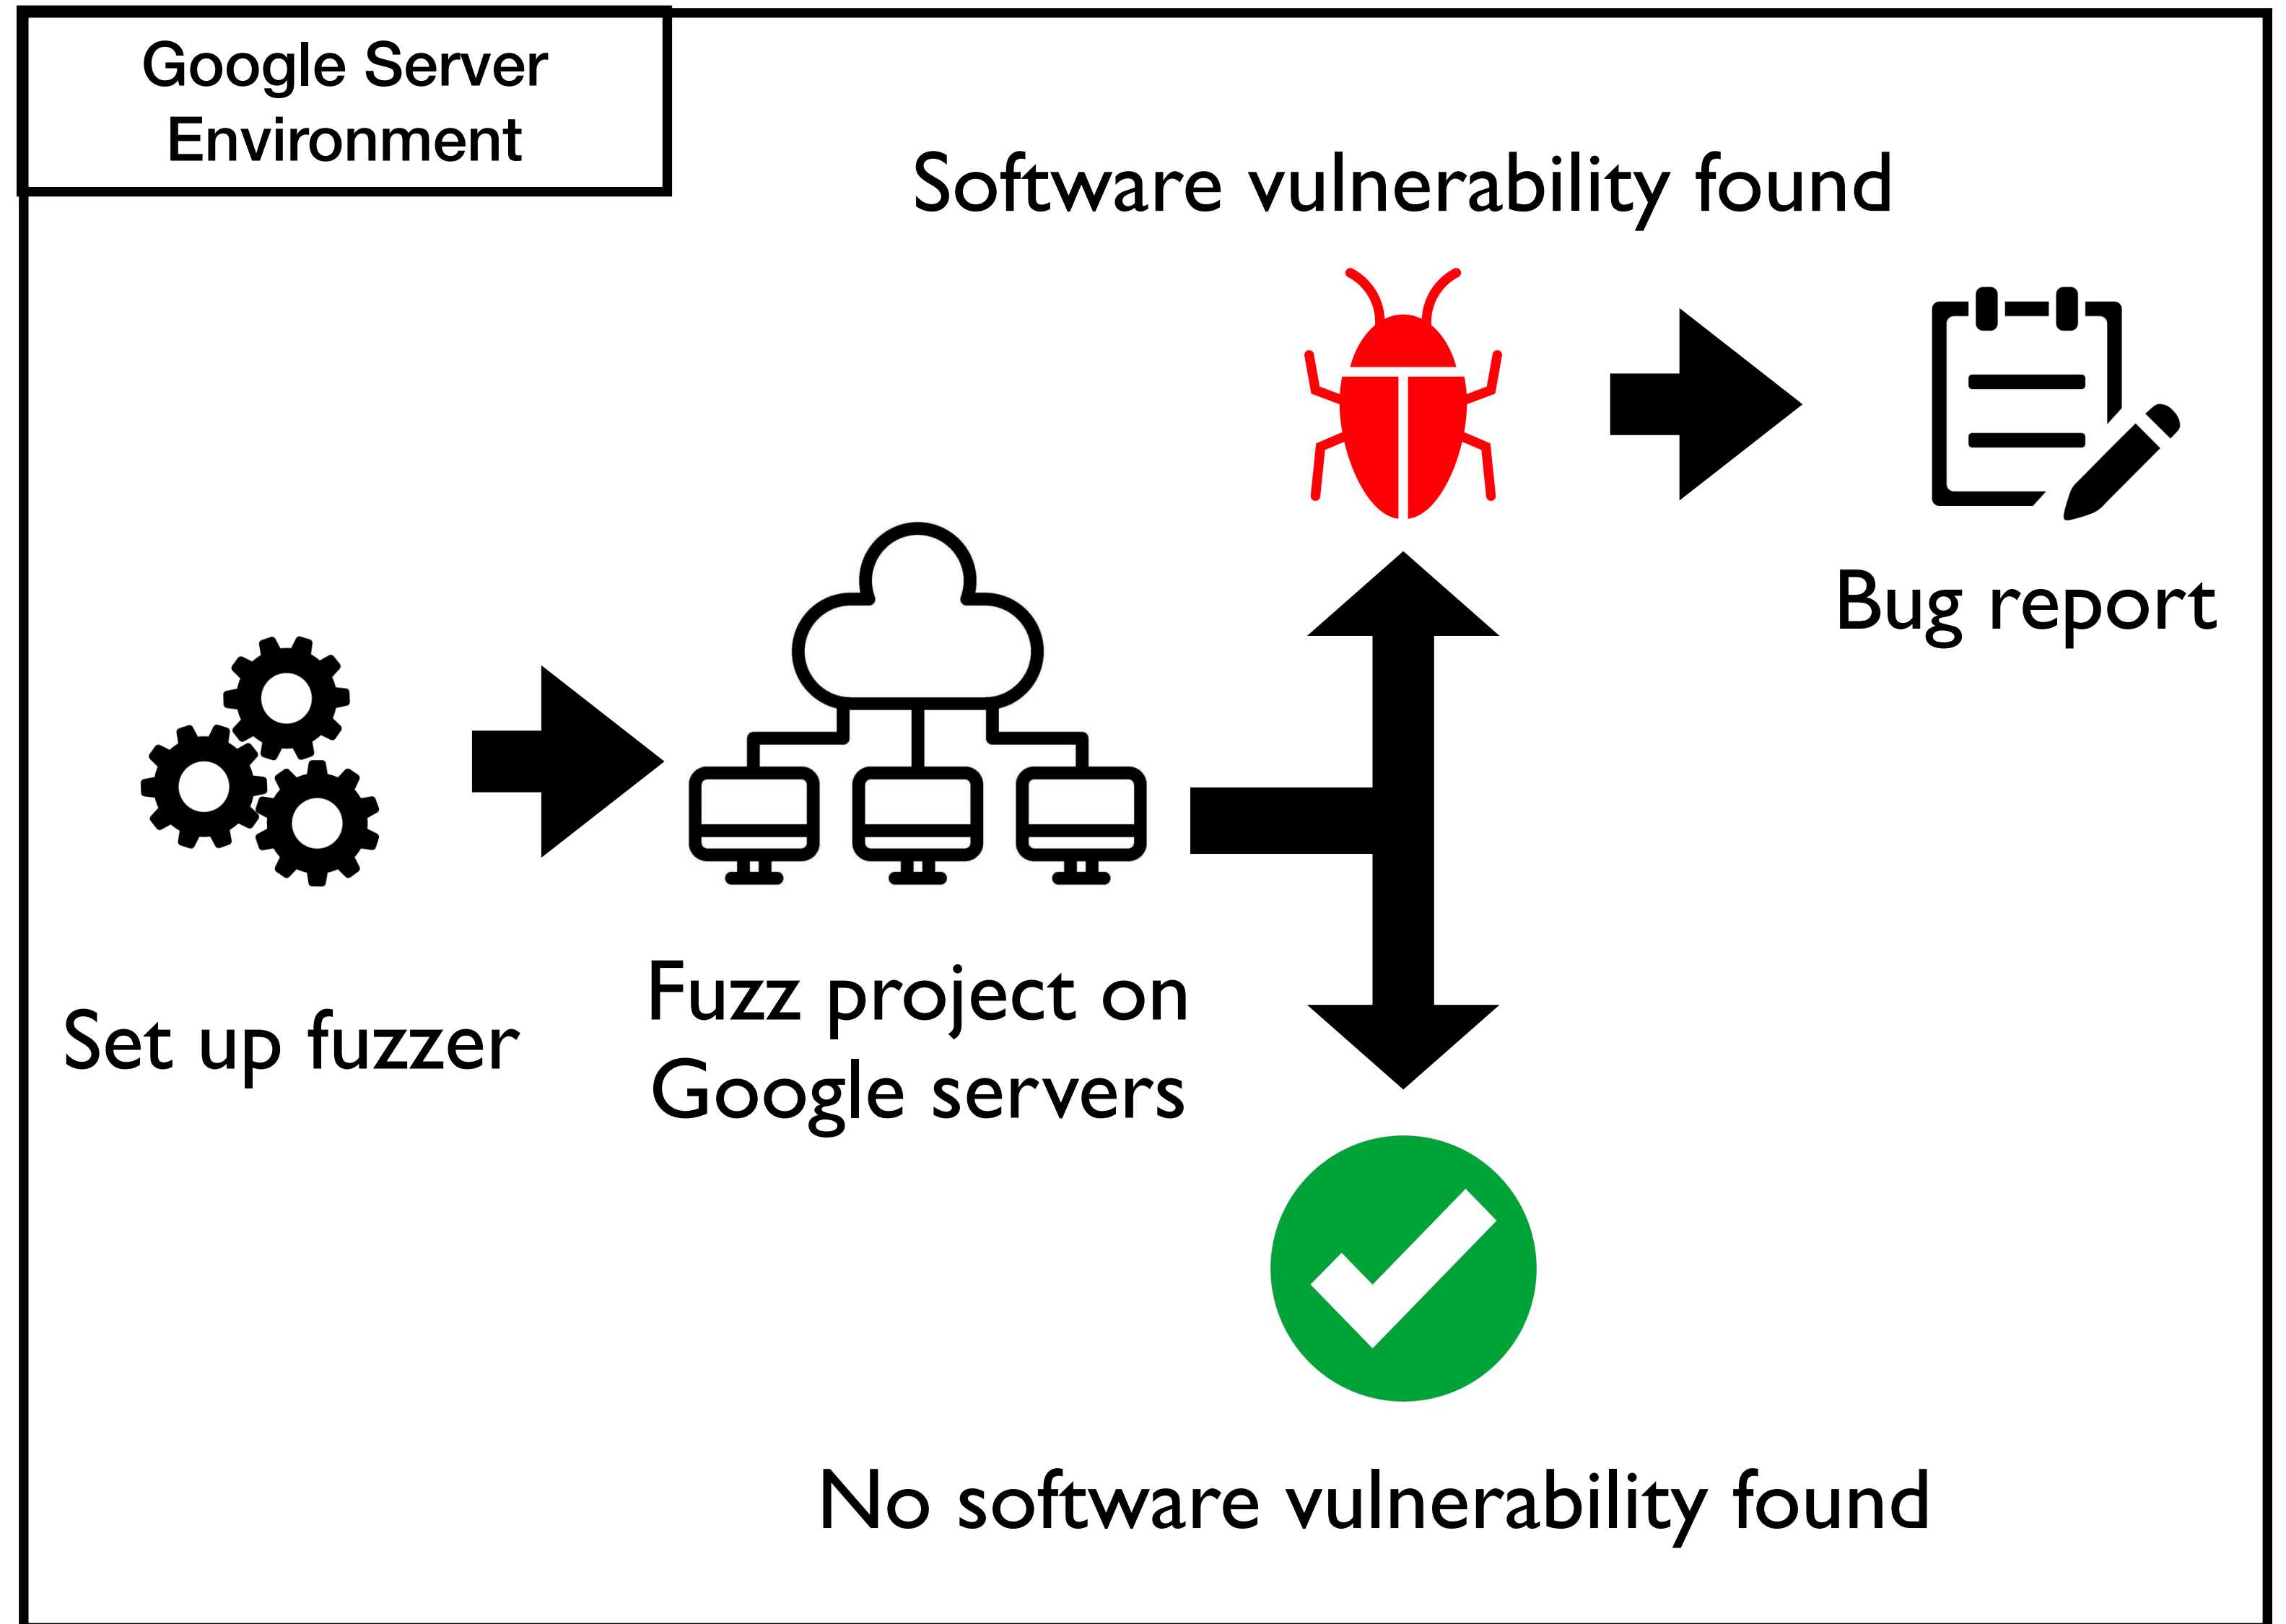 Google Server
Environment
Software vulnerability found
Bug report
Set up fuzzer
Fuzz project on
Google servers
No software vulnerability found